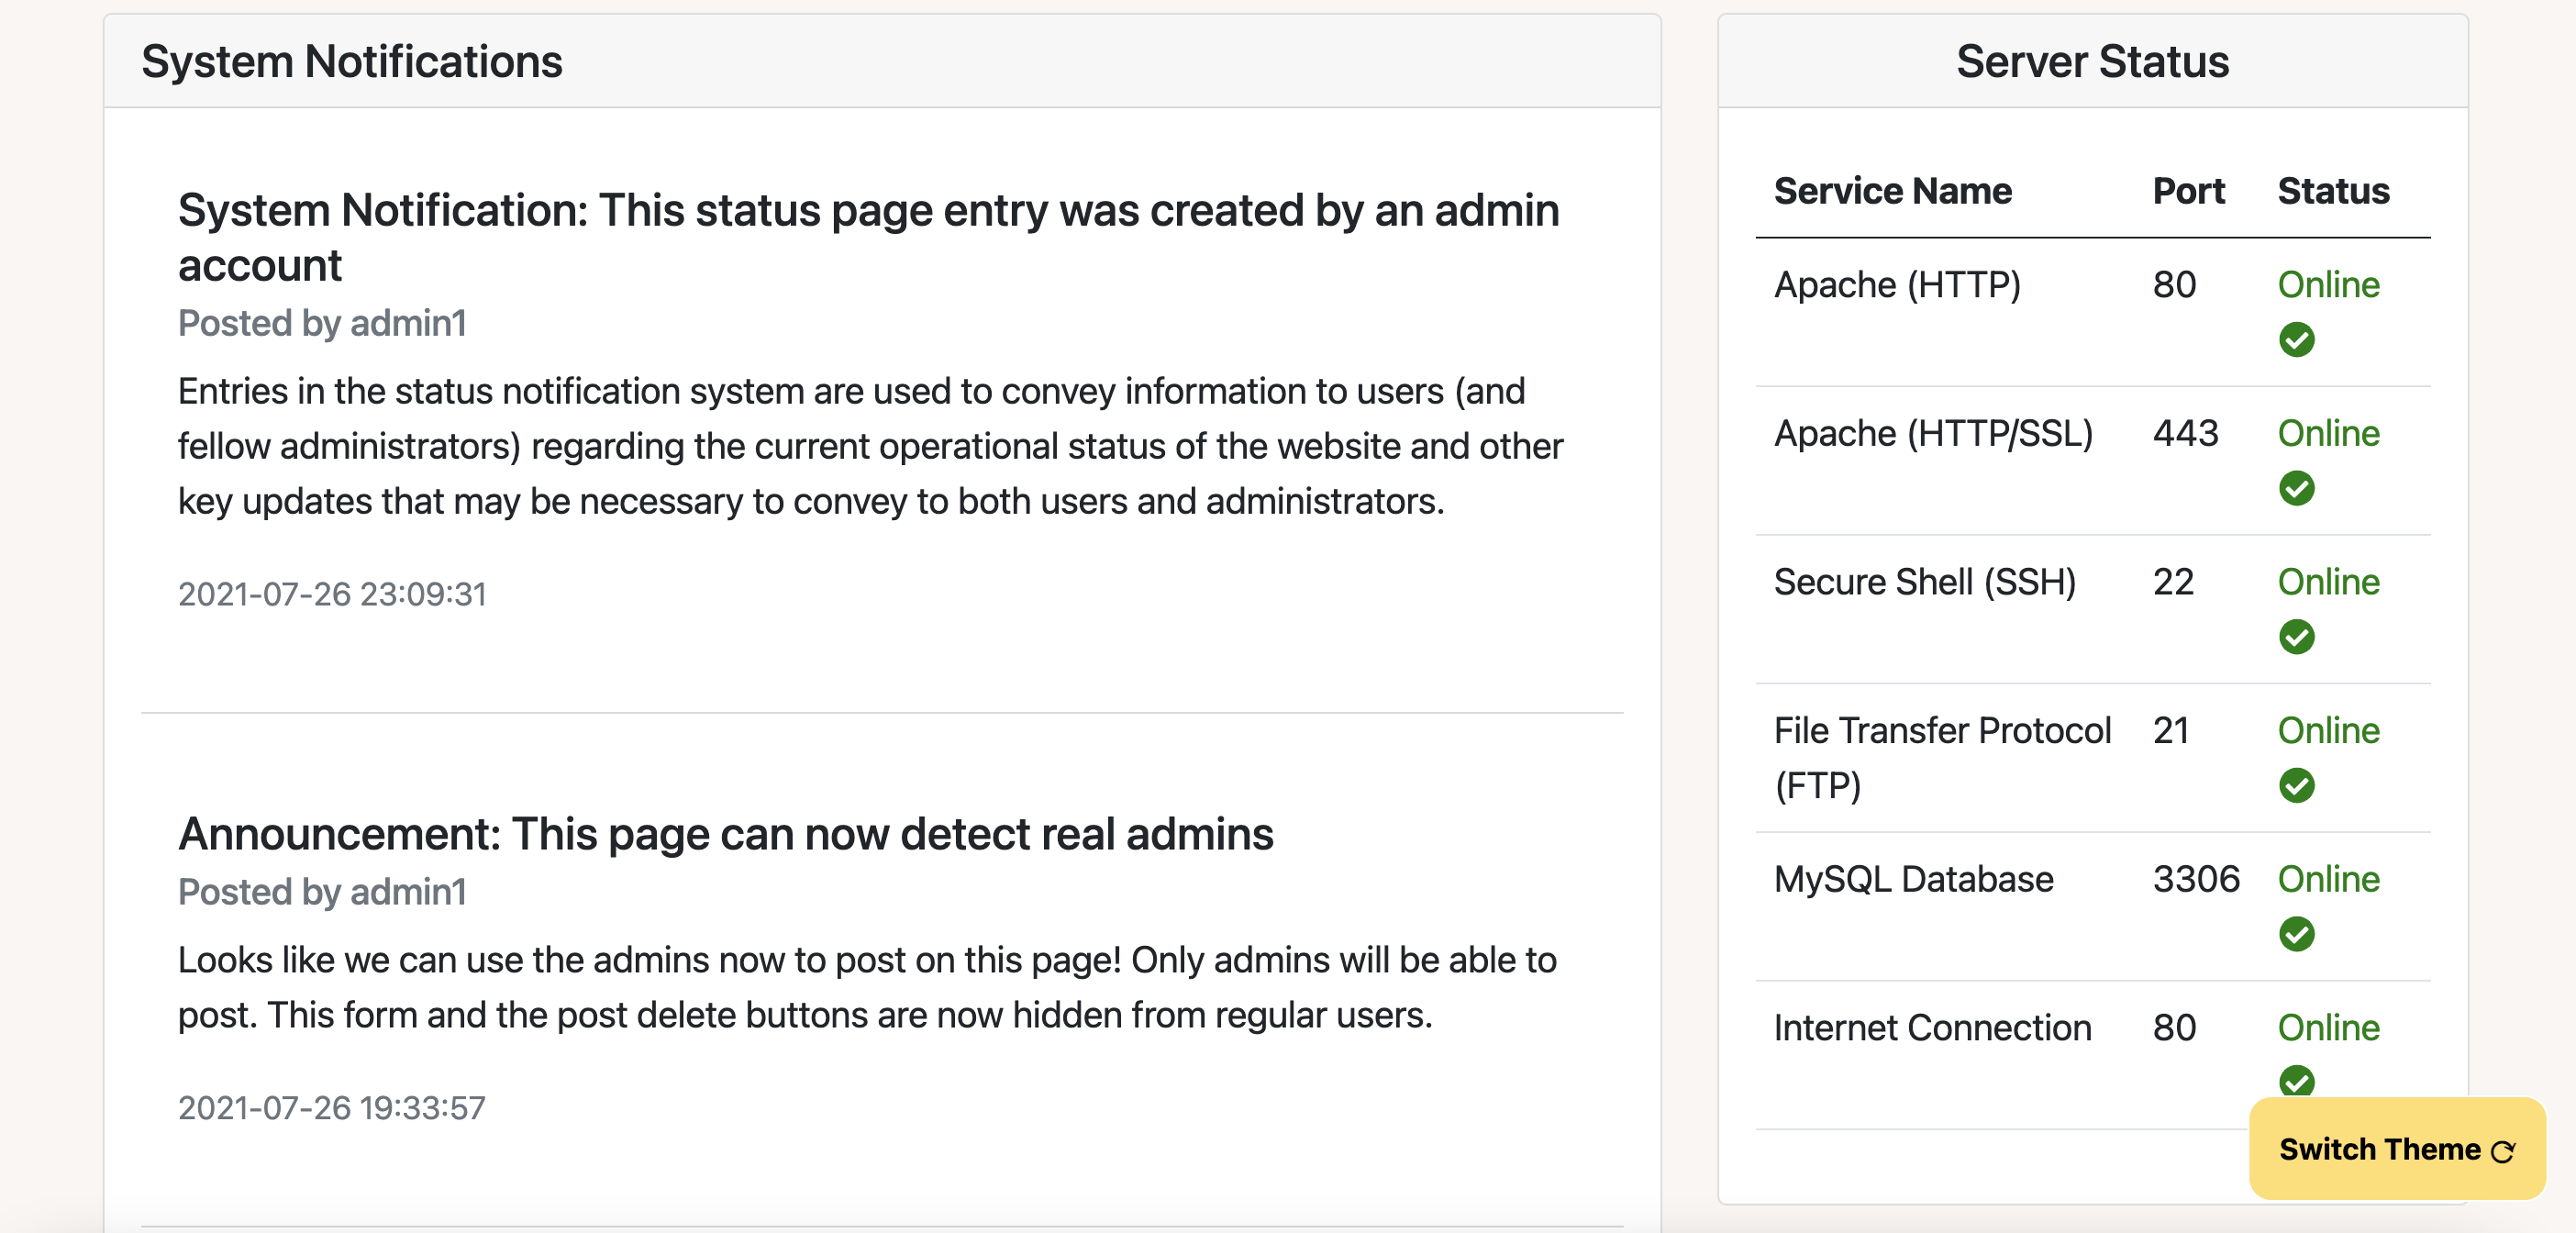 System Notifications
System Notification: This status page entry was created by an admin
account
Posted by admin1
Entries in the status notification system are used to convey information to users (and
fellow administrators) regarding the current operational status of the website and other
key updates that may be necessary to convey to both users and administrators.
2021-07-26 23:09:31
Announcement: This page can now detect real admins
Posted by admin1
Looks like we can use the admins now to post on this page! Only admins will be able to
post. This form and the post delete buttons are now hidden from regular users.
2021-07-26 19:33:57
Server Status
Service Name Port Status
Apache (HTTP) 80 Online
Apache (HTTP/SSL) 443 Online
Secure Shell (SSH) 22 Online
File Transfer Protocol 21 Online
(FTP)
MySQL Database 3306 Online
Internet Connection 80 Online
Switch Theme